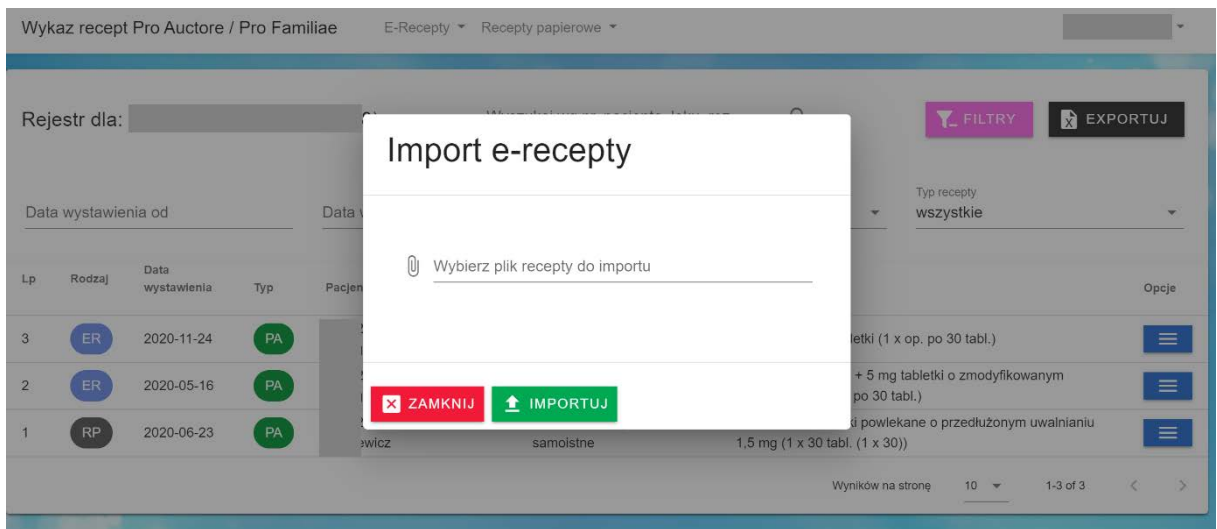 Wykaz recept Pro Auctore / Pro Familiae E-Recepty Recepty papierowe
Rejestr dla: FILTRY EXPORTUJ
Import e-recepty
Typ recepty
Data wystawienia od Data wszystkie
Wybierz plik recepty do importu
Lp Rodzaj Data wystawienia Typ Opcje
3 ER 2020-11-24 PA (1 x op. po 30 tabl.)
2 ER 2020-05-16 PA + 5 mg tabletki o zmodyfikowanym
po 30 tabl.)
ZAMKNIJ IMPORTUJ
1 RP 2020-06-23 PA powlekane o przedłużonym uwalnianiu
samoistne 1,5 mg (1 x 30 tabl. (1 x 30))
Wyników na stronę 10 1-3 of 3